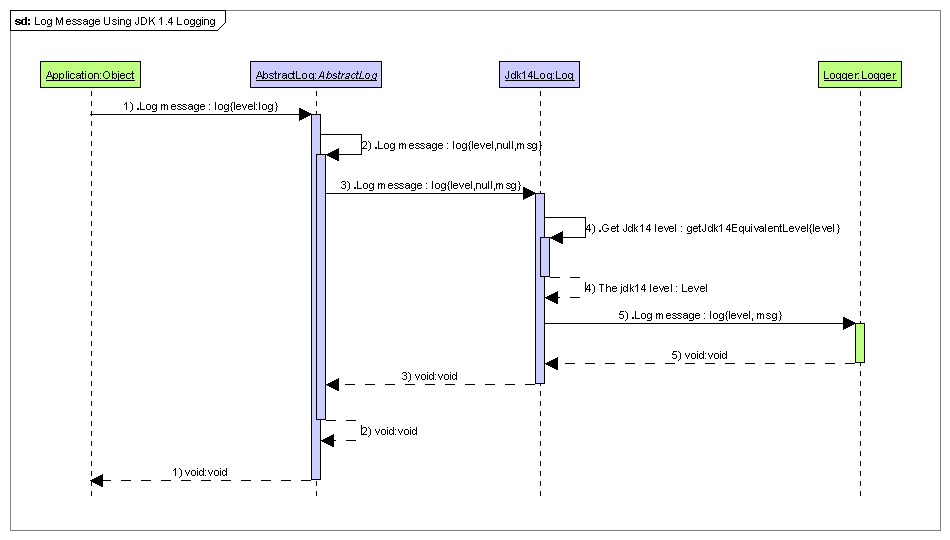 sd: Log Message Using JDK 1.4 Logging
Application:Object
AbstractLog:AbstractLog
Jdk14Log:Log
Logger:Logger
1) .Log message : log{level:log}
2) .Log message : log{level,null,msg}
3) .Log message : log{level,null,msg}
4) .Get Jdk14 level : getJdk14EquivalentLevel{level}
4) The jdk14 level : Level
5) .Log message : log{level, msg}
5) void:void
3) void:void
2) void:void
1) void:void